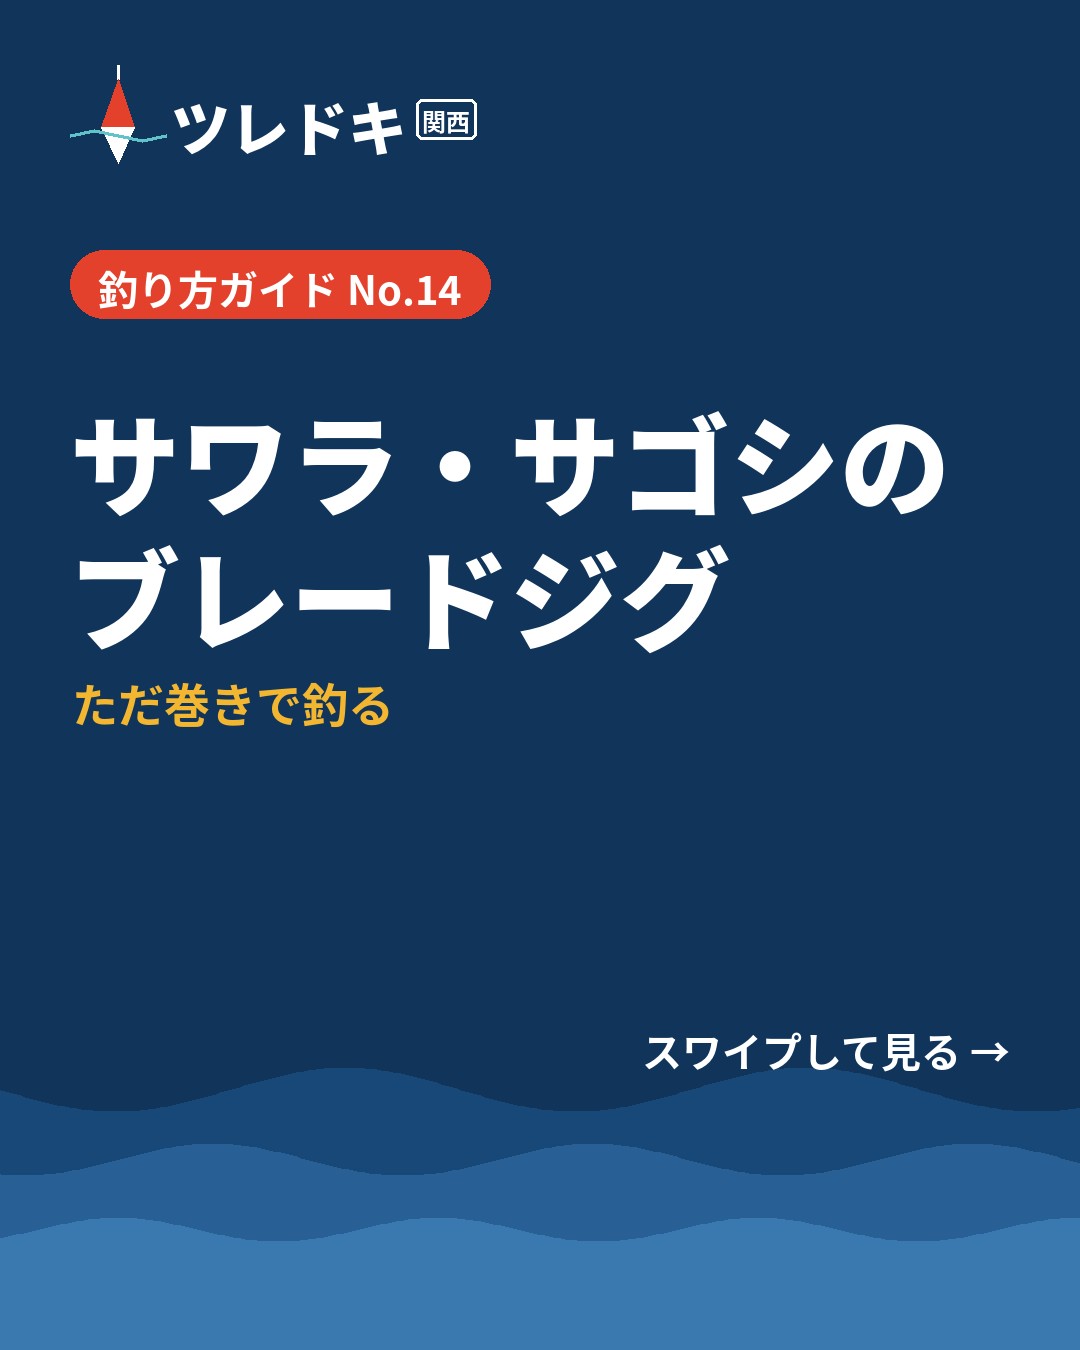 ツレドキ 関西
釣り方ガイド No.14
サワラ・サゴシの
ブレードジグ
ただ巻きで釣る
スワイプして見る →